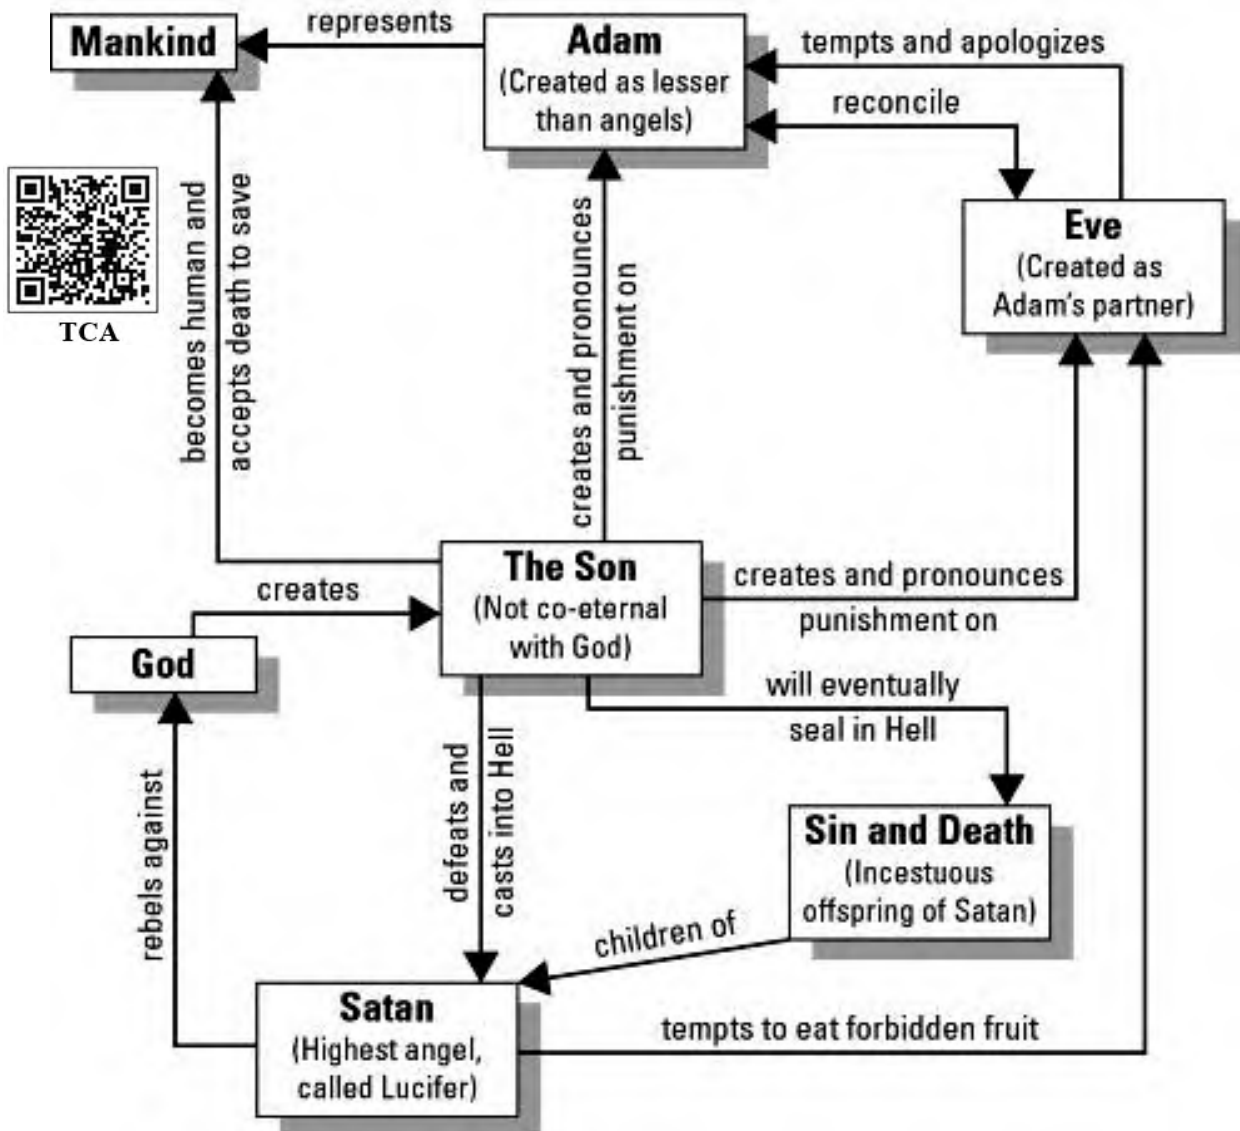 Mankind
represents
Adam
(Created as lesser
than angels)
tempts and apologizes
reconcile
Eve
(Created as
Adam's partner)
TCA
becomes human and
accepts death to save
creates and pronounces
punishment on
The Son
(Not co-eternal
with God)
creates and pronounces
punishment on
creates
God
will eventually
seal in Hell
rebels against
defeats and
casts into Hell
Sin and Death
(Incestuous
offspring of Satan)
children of
Satan
(Highest angel,
called Lucifer)
tempts to eat forbidden fruit